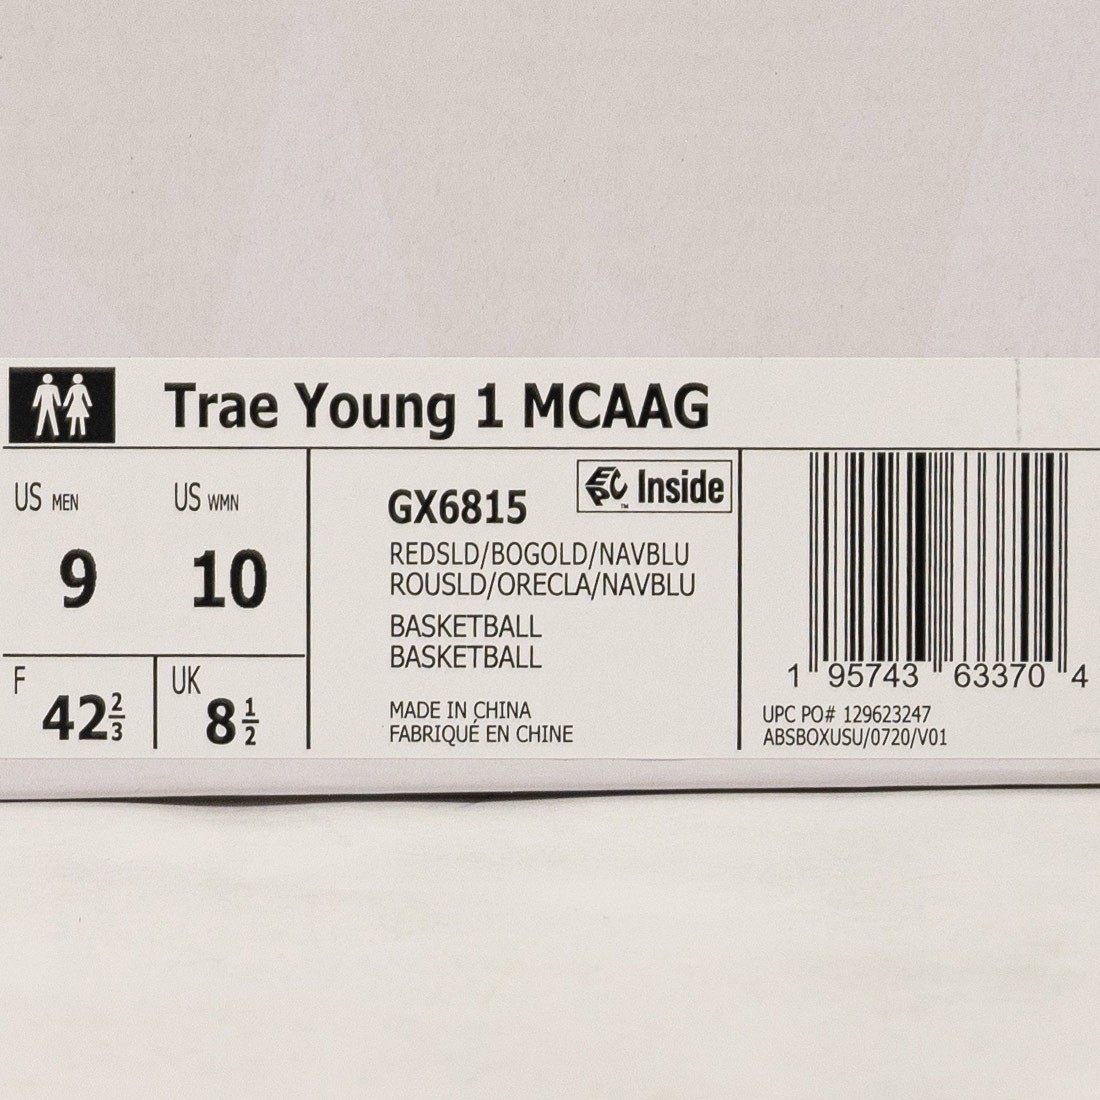 Trae Young 1 MCAAG
US MEN
9
US WMN
10
F
42 2/3
UK
8 1/2
GX6815
EPC Inside
™
REDSLD/BOGOLD/NAVBLU
ROUSLD/ORECLA/NAVBLU
BASKETBALL
BASKETBALL
MADE IN CHINA
FABRIQUÉ EN CHINE
1 95743 63370 4
UPC PO# 129623247
ABSBOXUSU/0720/V01